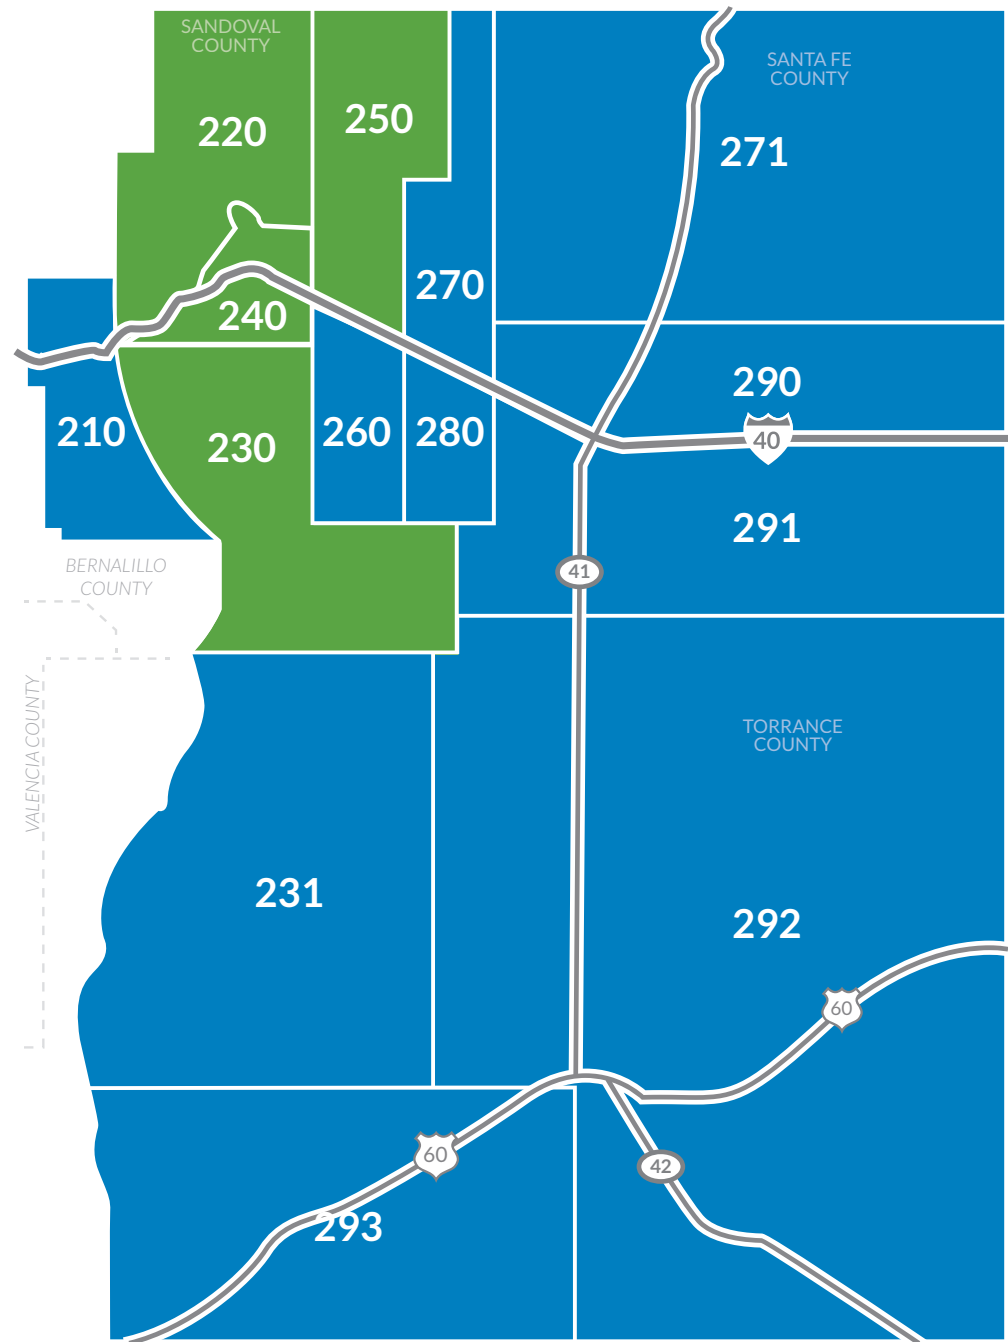 SANDOVAL
COUNTY
SANTA FE
COUNTY
220
250
271
270
240
290
40
210
230
260
280
291
BERNALILLO
COUNTY
41
VALENCIA COUNTY
TORRANCE
COUNTY
231
292
60
60
42
293